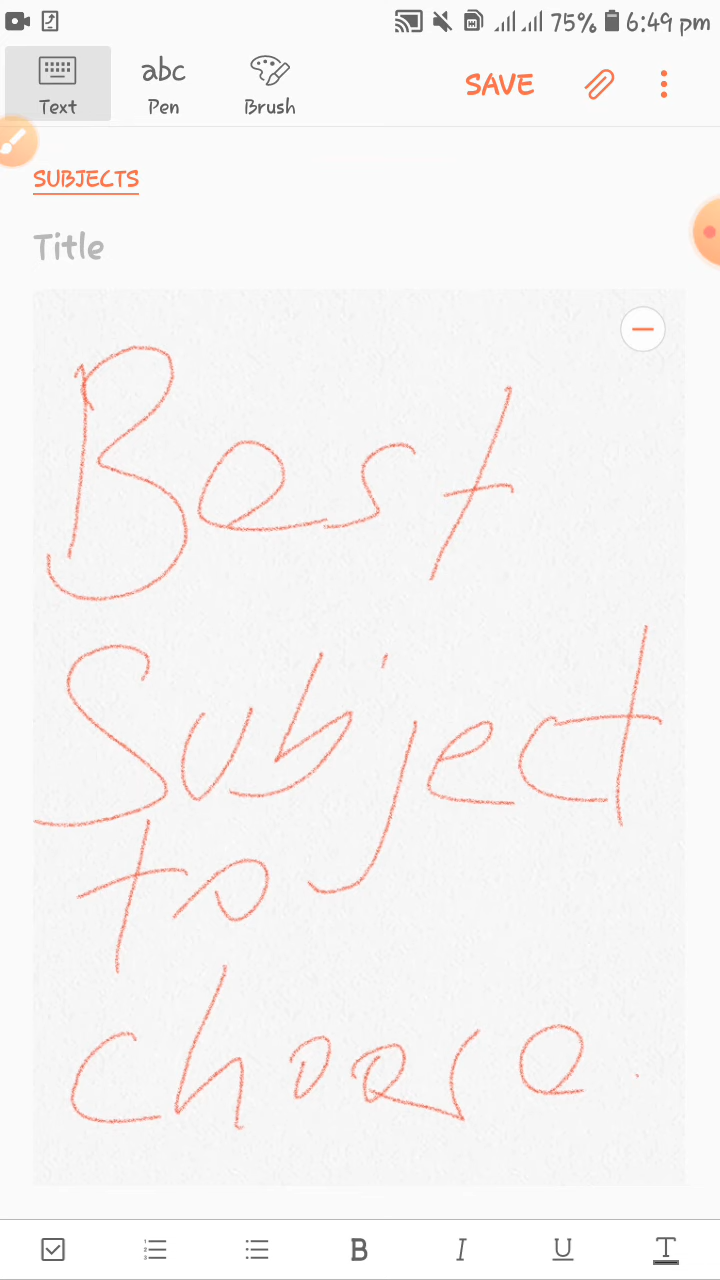 75% 6:49 pm
Text
abc
Pen
Brush
SAVE
SUBJECTS
Title
Best
Subject
to
choose.
B I U T